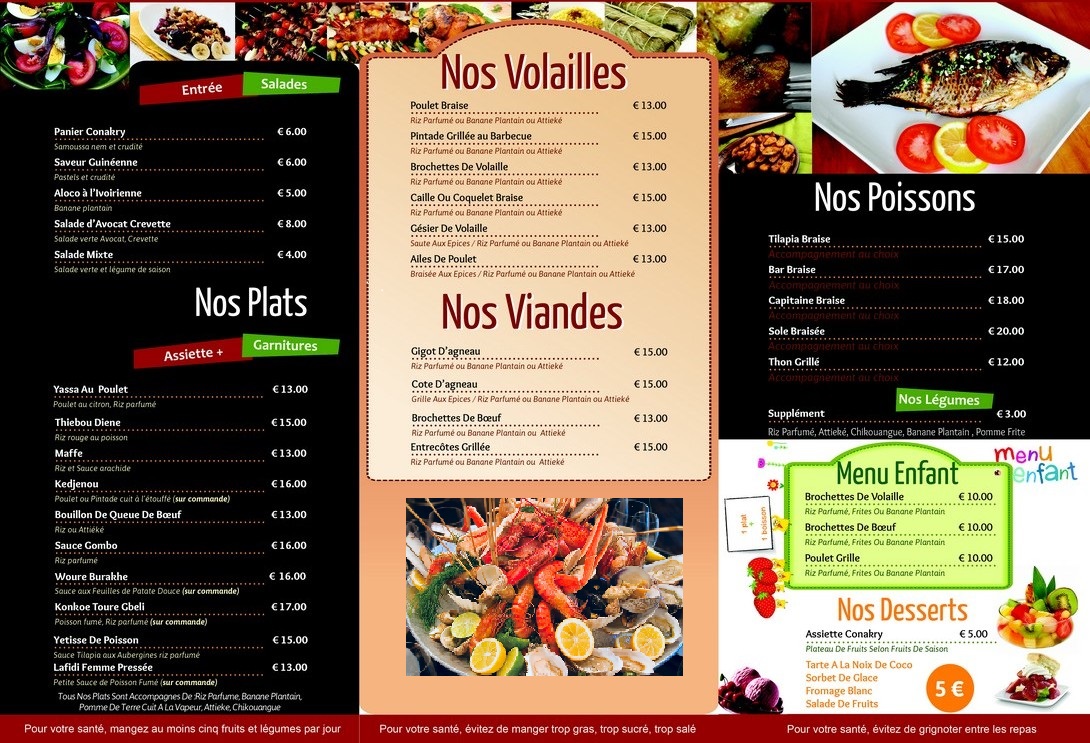 Entrée Salades
Panier Conakry € 6.00
Samoussa nem et crudité
Saveur Guinéenne € 6.00
Pastels et crudité
Aloco à l'Ivoirienne € 5.00
Banane plantain
Salade d'Avocat Crevette € 8.00
Salade verte Avocat, Crevette
Salade Mixte € 4.00
Salade verte et légume de saison
Nos Plats
Assiette + Garnitures
Yassa Au Poulet € 13.00
Poulet au citron, Riz parfumé
Thiebou Diene € 15.00
Riz rouge au poisson
Maffe € 13.00
Riz et Sauce arachide
Kedjenou € 16.00
Poulet ou Pintade cuit à l'étouffé (sur commande)
Bouillon De Queue De Bœuf € 13.00
Riz ou Attiéké
Sauce Gombo € 16.00
Riz parfumé
Woure Burakhe € 16.00
Sauce aux Feuilles de Patate Douce (sur commande)
Konkoe Toure Gbeli € 17.00
Poisson fumé, Riz parfumé (sur commande)
Yetisse De Poisson € 15.00
Sauce Tilapia aux Aubergines riz parfumé
Lafidi Femme Pressée € 13.00
Petite Sauce de Poisson Fumé (sur commande)
Tous Nos Plats Sont Accompagnes De :Riz Parfume, Banane Plantain,
Pomme De Terre Cuit A La Vapeur, Attieke, Chikouangue
Pour votre santé, mangez au moins cinq fruits et légumes par jour
Nos Volailles
Poulet Braise € 13.00
Riz Parfumé ou Banane Plantain ou Attieké
Pintade Grillée au Barbecue € 15.00
Riz Parfumé ou Banane Plantain ou Attieké
Brochettes De Volaille € 13.00
Riz Parfumé ou Banane Plantain ou Attieké
Caille Ou Coquelet Braise € 15.00
Riz Parfumé ou Banane Plantain ou Attieké
Gésier De Volaille € 13.00
Saute Aux Epices / Riz Parfumé ou Banane Plantain ou Attieké
Ailes De Poulet € 13.00
Braisée Aux Epices / Riz Parfumé ou Banane Plantain ou Attieké
Nos Viandes
Gigot D'agneau € 15.00
Riz Parfumé ou Banane Plantain ou Attieké
Cote D'agneau € 15.00
Grille Aux Epices / Riz Parfumé ou Banane Plantain ou Attieké
Brochettes De Bœuf € 13.00
Riz Parfumé ou Banane Plantain ou Attieké
Entrecôtes Grillée € 15.00
Riz Parfumé ou Banane Plantain ou Attieké
Pour votre santé, évitez de manger trop gras, trop sucré, trop salé
Nos Poissons
Tilapia Braise € 15.00
Accompagnement au choix
Bar Braise € 17.00
Accompagnement au choix
Capitaine Braise € 18.00
Accompagnement au choix
Sole Braisée € 20.00
Accompagnement au choix
Thon Grillé € 12.00
Accompagnement au choix
Nos Légumes
Supplément € 3.00
Riz Parfumé, Attieké, Chikouangue, Banane Plantain , Pomme Frite
menu
enfant
Menu Enfant
1 plat
+
1 boisson
Brochettes De Volaille € 10.00
Riz Parfumé, Frites Ou Banane Plantain
Brochettes De Bœuf € 10.00
Riz Parfumé, Frites Ou Banane Plantain
Poulet Grille € 10.00
Riz Parfumé, Frites Ou Banane Plantain
Nos Desserts
Assiette Conakry € 5.00
Plateau De Fruits Selon Fruits De Saison
Tarte A La Noix De Coco
Sorbet De Glace
Fromage Blanc
Salade De Fruits
5 €
Pour votre santé, évitez de grignoter entre les repas